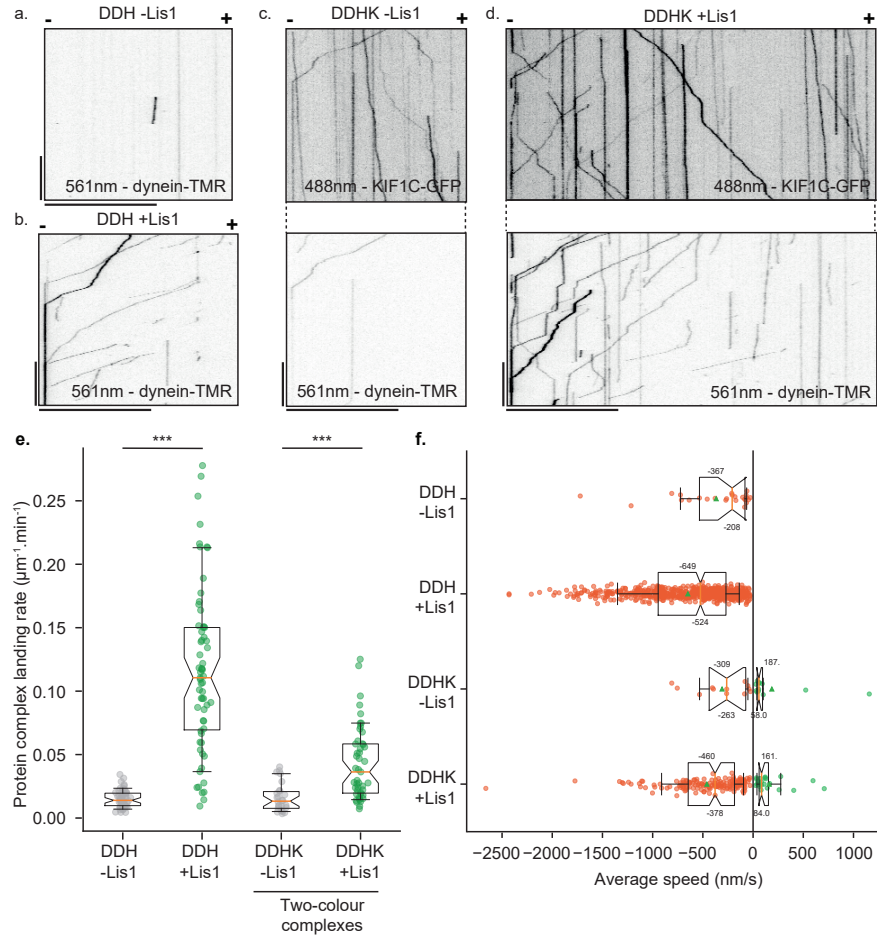 a. DDH -Lis1
- +
561nm - dynein-TMR
b. DDH +Lis1
- +
561nm - dynein-TMR
c. DDHK -Lis1
- +
488nm - KIF1C-GFP
561nm - dynein-TMR
d. DDHK +Lis1
- +
488nm - KIF1C-GFP
561nm - dynein-TMR
e.
*** ***
Protein complex landing rate (µm⁻¹.min⁻¹)
0.25
0.20
0.15
0.10
0.05
0.00
DDH DDH DDHK DDHK
-Lis1 +Lis1 -Lis1 +Lis1
Two-colour
complexes
f.
DDH
-Lis1
-367
-208
DDH
+Lis1
-649
-524
DDHK
-Lis1
-309 187.
-263 58.0
DDHK
+Lis1
-460 161.
-378 84.0
−2500 −2000 −1500 −1000 −500 0 500 1000
Average speed (nm/s)